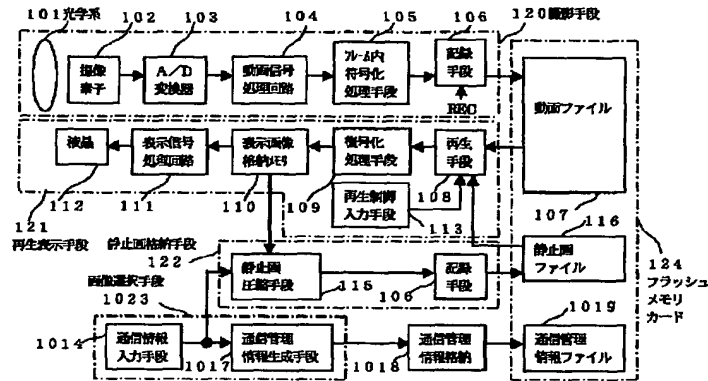 101 光学系
102
103
104
105
106
120 撮影手段
撮像
素子
A/D
変換器
動画信号
処理回路
フレーム内
符号化
処理手段
記録
手段
REC
動画ファイル
107
液晶
112
表示信号
処理回路
111
表示画像
格納メモリ
110
復号化
処理手段
109
再生
手段
108
再生制御
入力手段
113
121
再生表示手段
静止画格納手段
122
静止画
圧縮手段
115
記録
手段
106
静止画
ファイル
116
124
フラッシュ
メモリ
カード
画像選択手段
1023
通信情報
入力手段
1014
通信管理
情報生成手段
1017
通信管理
情報格納
1018
通信管理
情報ファイル
1019